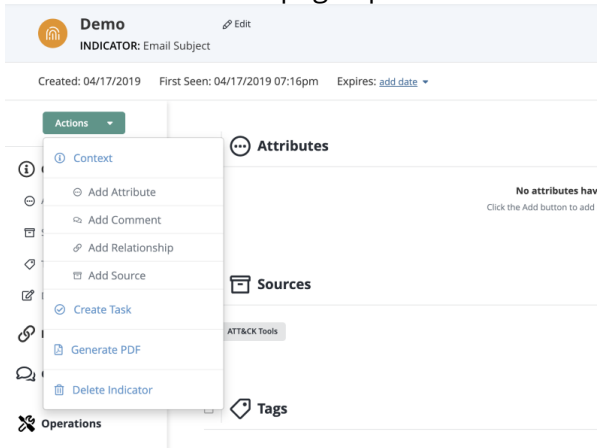 Demo
Edit
INDICATOR: Email Subject
Created: 04/17/2019 First Seen: 04/17/2019 07:16pm Expires: add date
Actions
Context
Add Attribute
Add Comment
Add Relationship
Add Source
Create Task
Generate PDF
Delete Indicator
Operations
Attributes
No attributes hav
Click the Add button to add
Sources
ATT&CK Tools
Tags